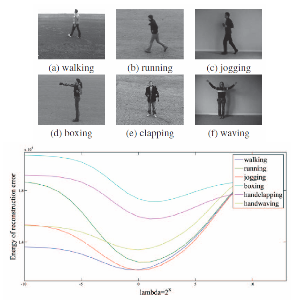 (a) walking (b) running (c) jogging
(d) boxing (e) clapping (f) waving
Energy of reconstruction error
walking
running
jogging
boxing
handclapping
handwaving
-10 -5 0 5
lambda=2^x